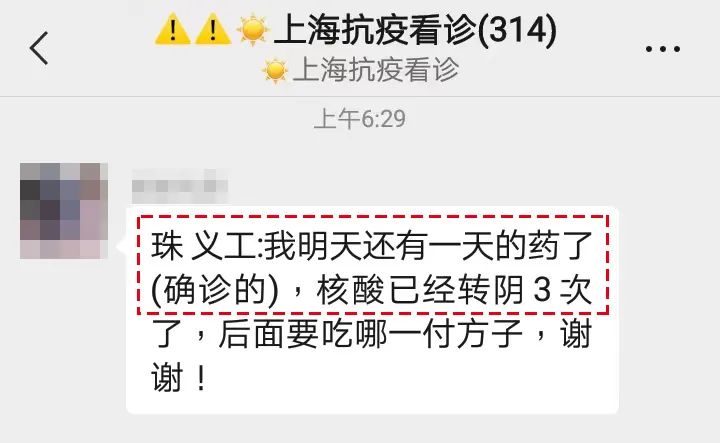 ⚠️⚠️☀️上海抗疫看诊(314)
☀️上海抗疫看诊
上午6:29
珠 义工:我明天还有一天的药了
(确诊的)，核酸已经转阴 3 次
了，后面要吃哪一付方子，谢
谢！